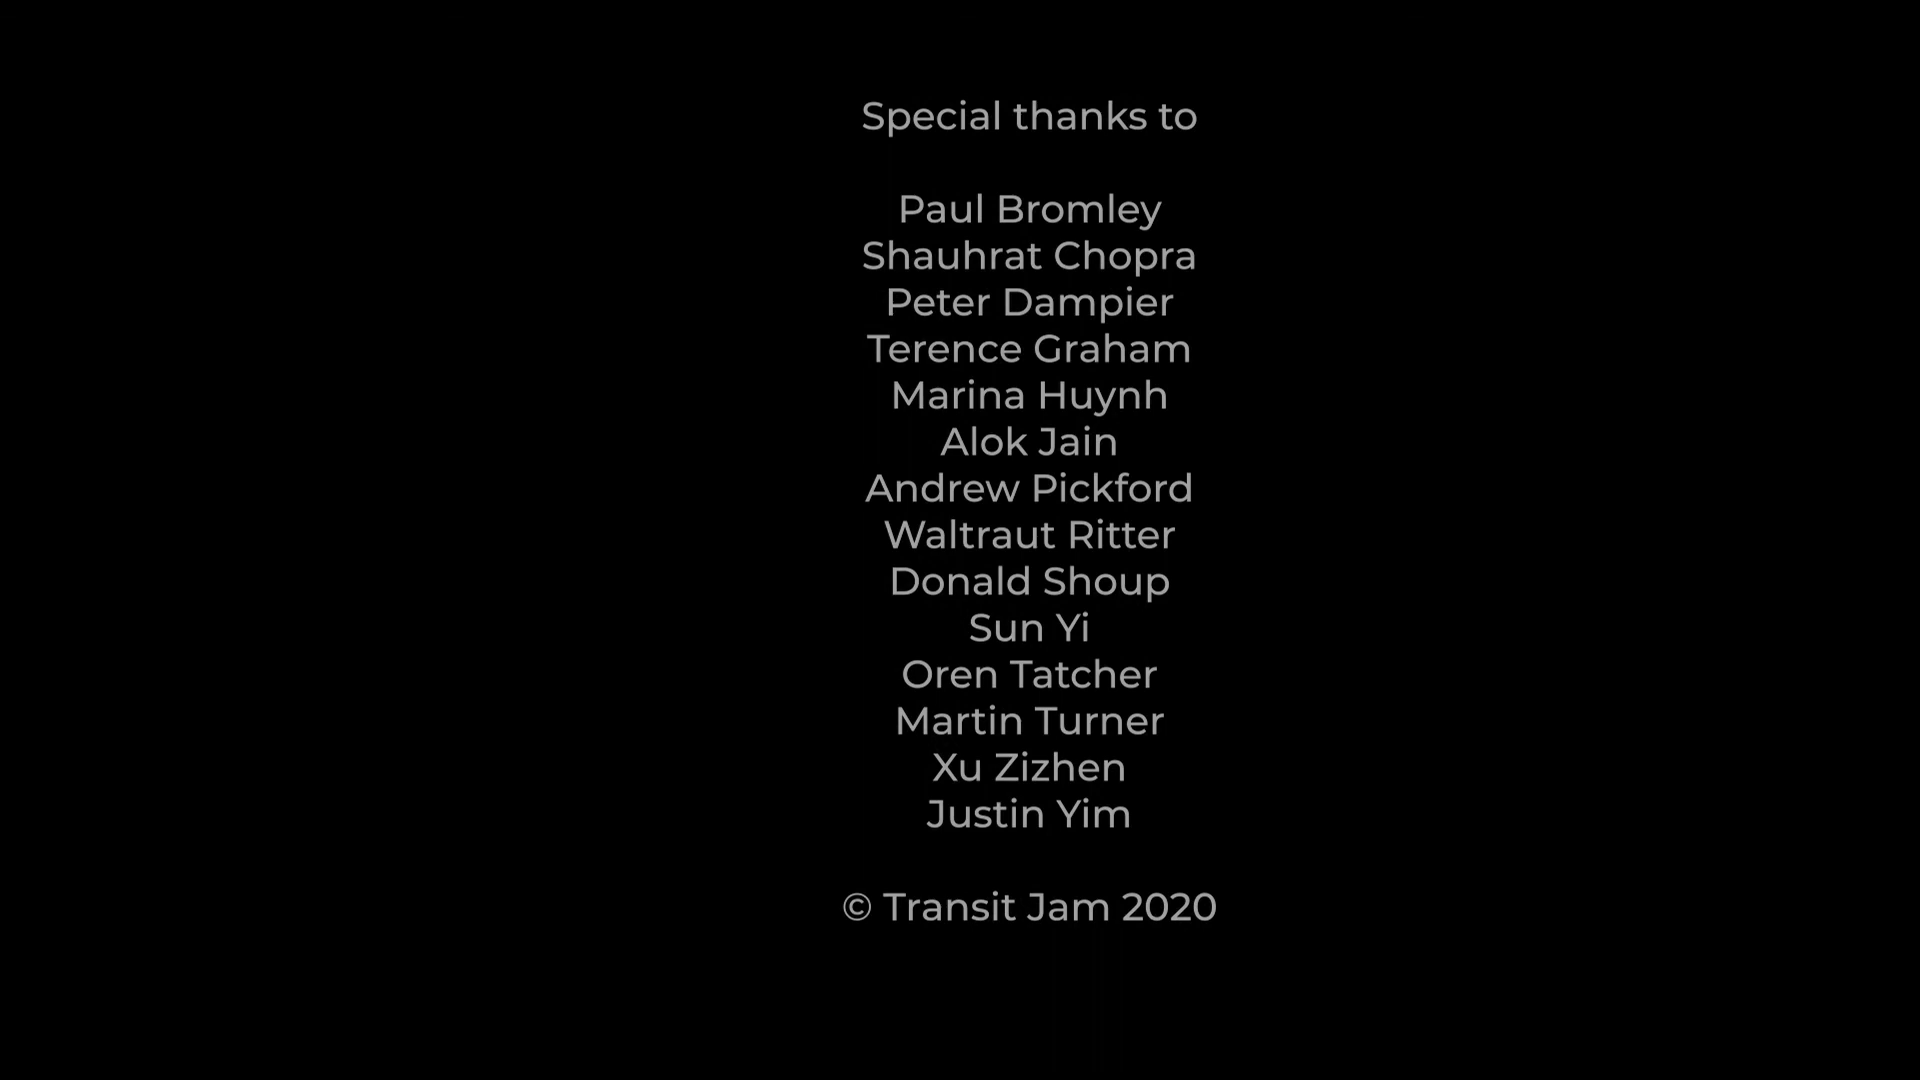 Special thanks to
Paul Bromley
Shauhrat Chopra
Peter Dampier
Terence Graham
Marina Huynh
Alok Jain
Andrew Pickford
Waltraut Ritter
Donald Shoup
Sun Yi
Oren Tatcher
Martin Turner
Xu Zizhen
Justin Yim
© Transit Jam 2020